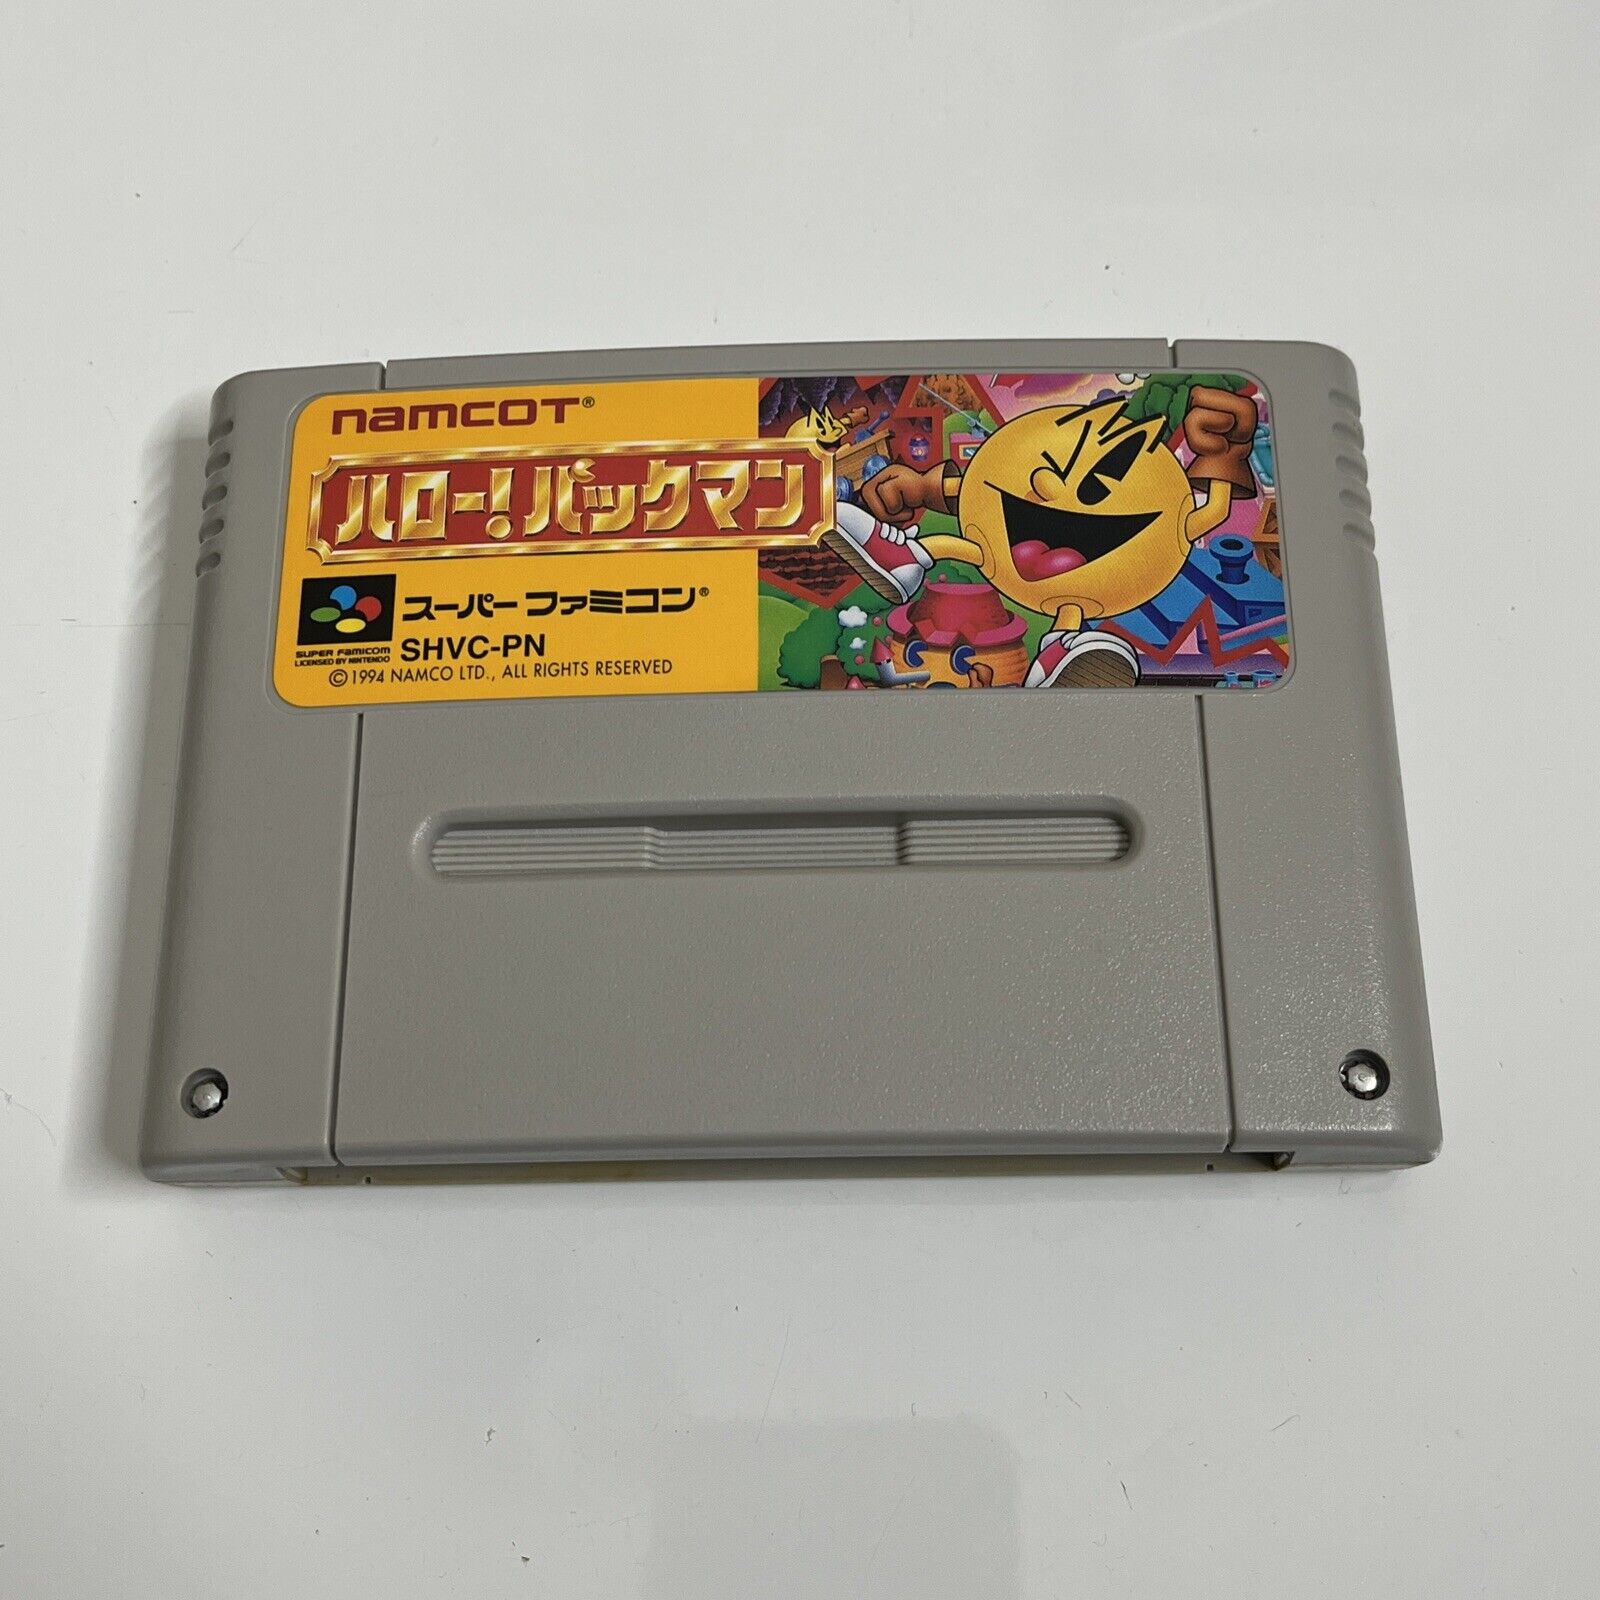 namcoT®
ハロー!パックマン
スーパーファミコン®
SUPER FAMICOM
LICENSED BY NINTENDO
SHVC-PN
©1994 NAMCO LTD., ALL RIGHTS RESERVED